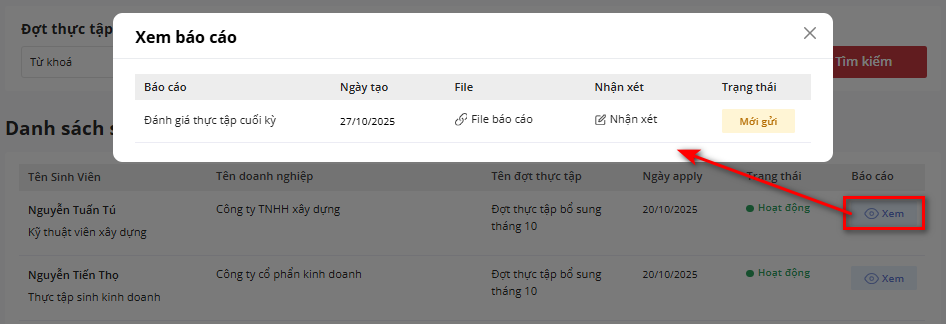 Đợt thực tập
Xem báo cáo
Từ khoá
Tìm kiếm
Báo cáo Ngày tạo File Nhận xét Trạng thái
Đánh giá thực tập cuối kỳ 27/10/2025 File báo cáo Nhận xét Mới gửi
Danh sách s
Tên Sinh Viên Tên doanh nghiệp Tên đợt thực tập Ngày apply Trạng thái Báo cáo
Nguyễn Tuấn Tú Công ty TNHH xây dựng Đợt thực tập bổ sung 20/10/2025 Hoạt động Xem
Kỹ thuật viên xây dựng tháng 10
Nguyễn Tiến Thọ Công ty cổ phần kinh doanh Đợt thực tập bổ sung 20/10/2025 Hoạt động Xem
Thực tập sinh kinh doanh tháng 10